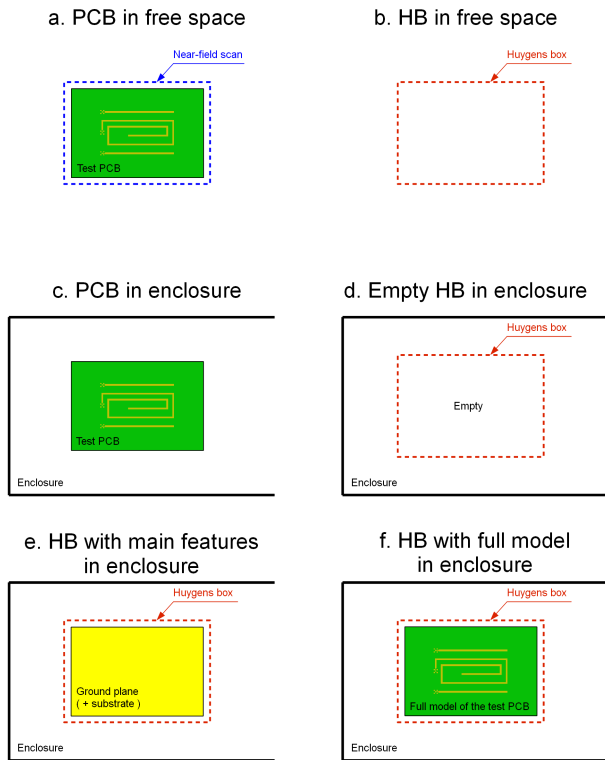 a. PCB in free space
Near-field scan
Test PCB
b. HB in free space
Huygens box
c. PCB in enclosure
Test PCB
Enclosure
d. Empty HB in enclosure
Huygens box
Empty
Enclosure
e. HB with main features
in enclosure
Huygens box
Ground plane
( + substrate )
Enclosure
f. HB with full model
in enclosure
Huygens box
Full model of the test PCB
Enclosure